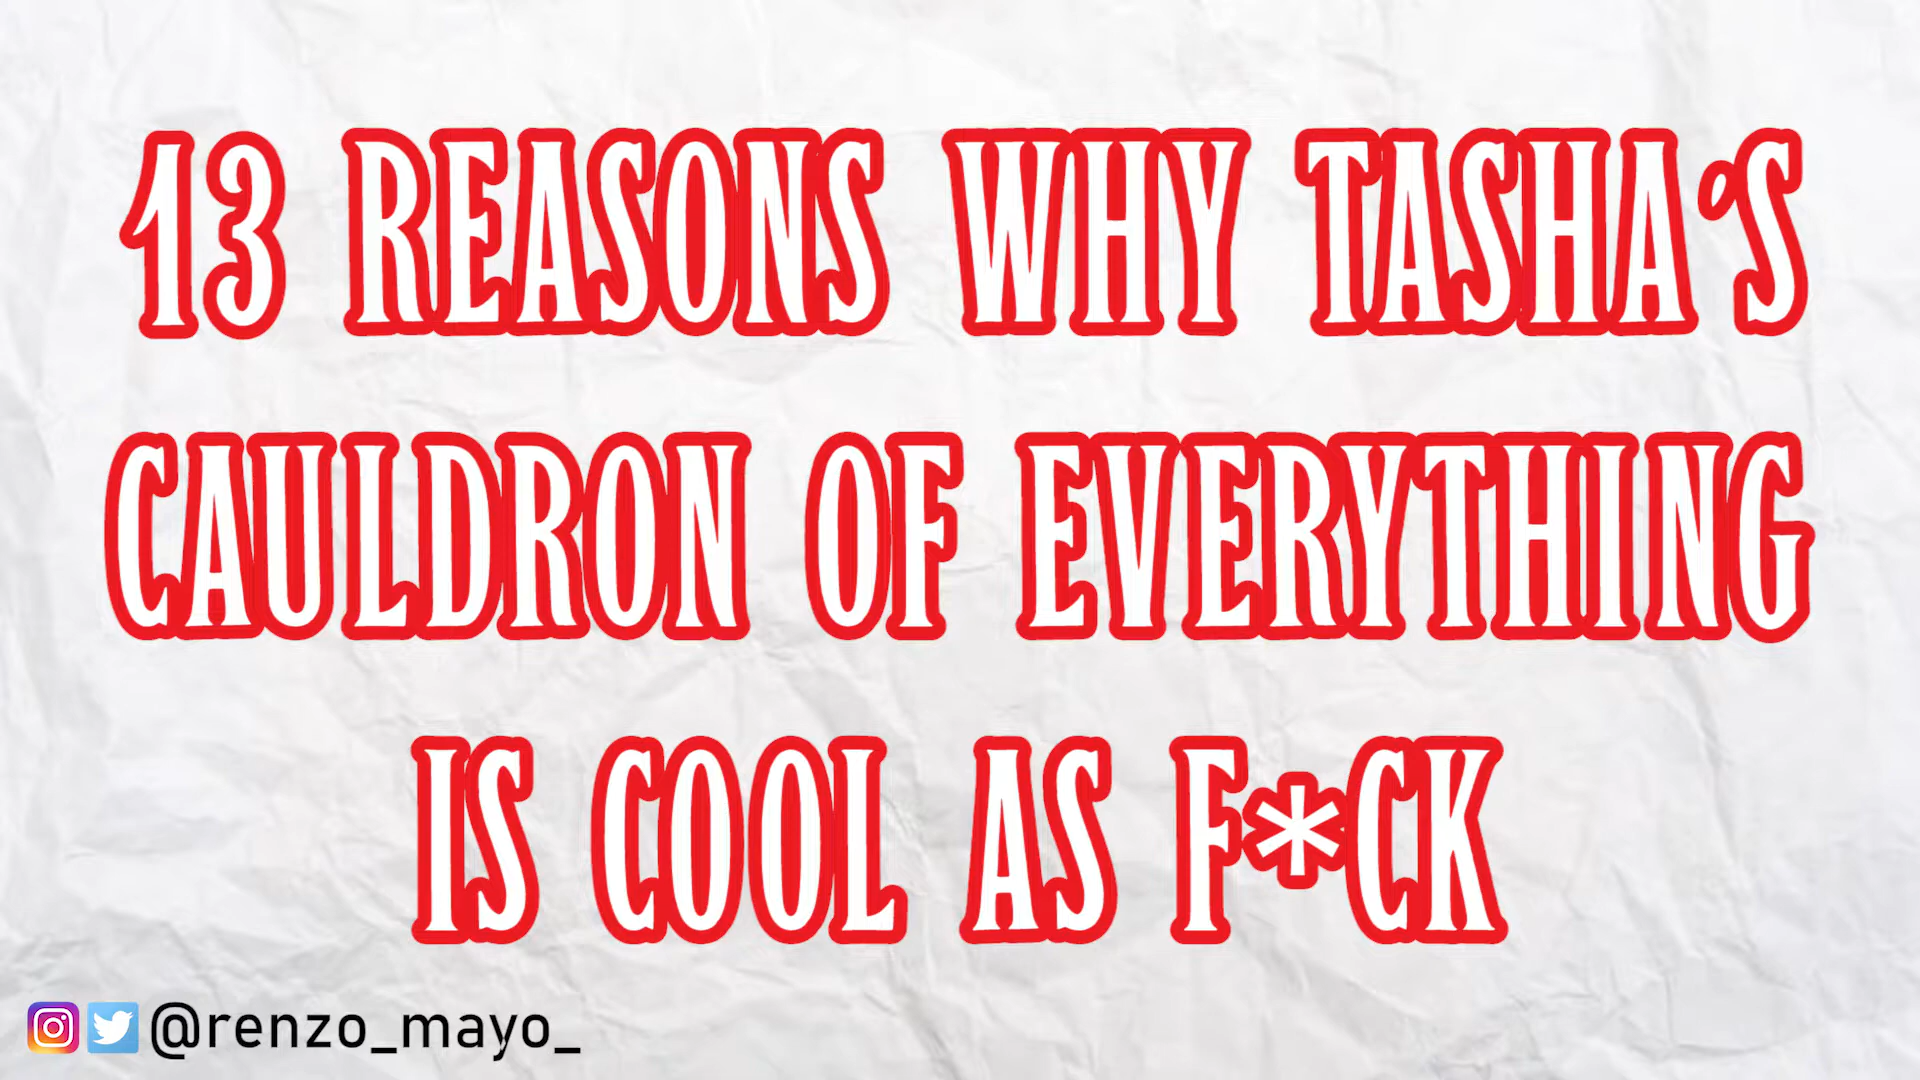 13 REASONS WHY TASHA'S
CAULDRON OF EVERYTHING
IS COOL AS F*CK
@renzo_mayo_